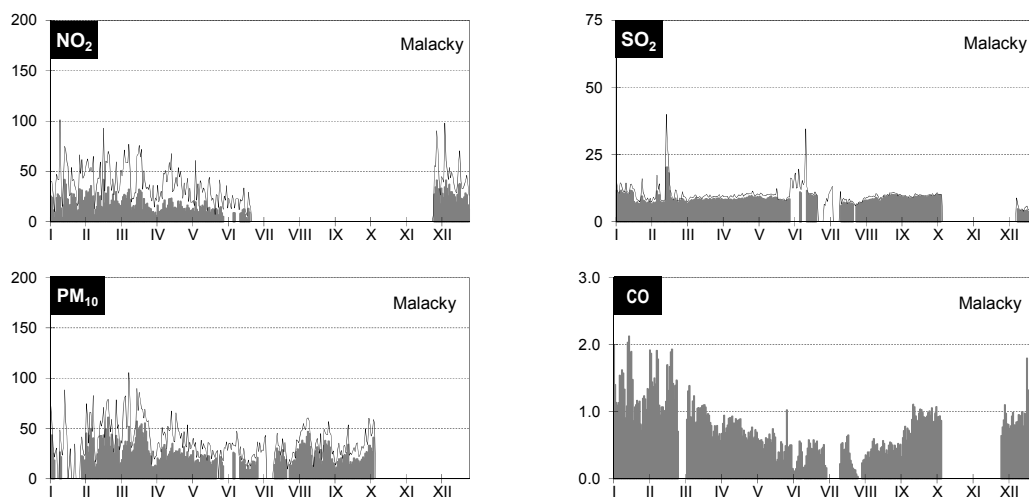 200
150
100
50
0
NO₂
Malacky
I II III IV V VI VII VIII IX X XI XII
75
50
25
0
SO₂
Malacky
I II III IV V VI VII VIII IX X XI XII
200
150
100
50
0
PM₁₀
Malacky
I II III IV V VI VII VIII IX X XI XII
3.0
2.0
1.0
0.0
CO
Malacky
I II III IV V VI VII VIII IX X XI XII